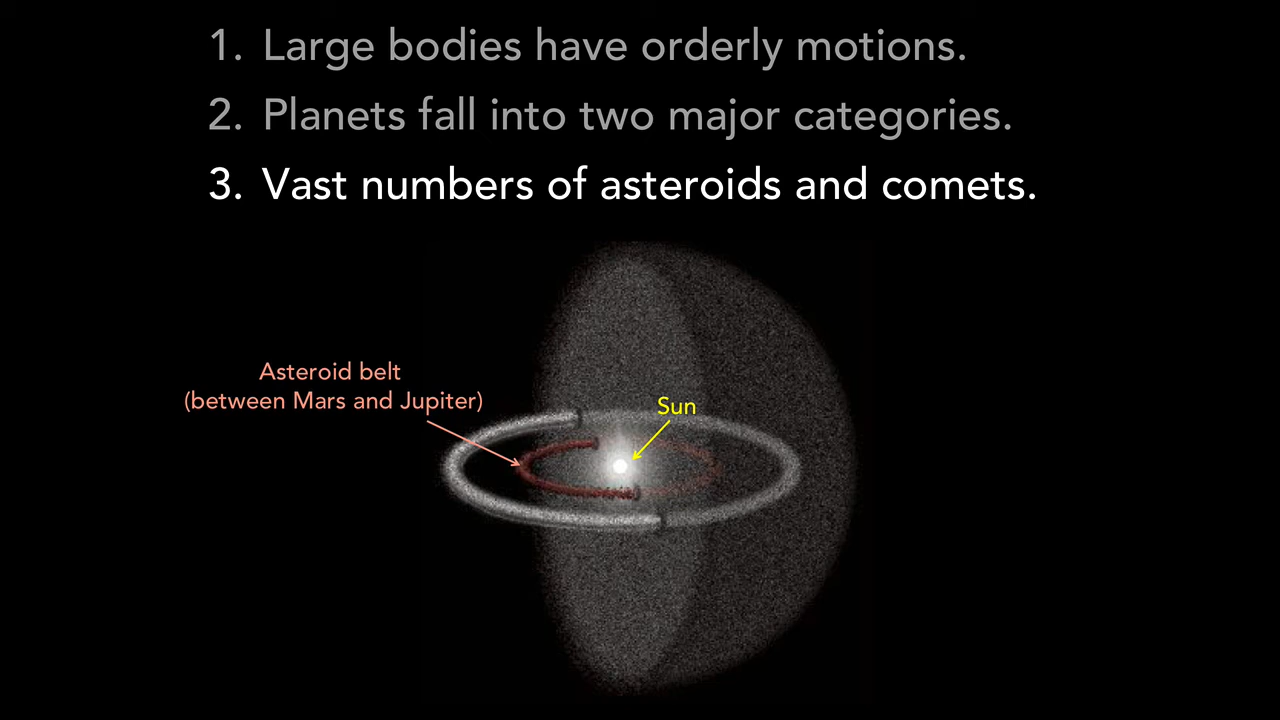 1. Large bodies have orderly motions.
2. Planets fall into two major categories.
3. Vast numbers of asteroids and comets.
Asteroid belt
(between Mars and Jupiter)
Sun